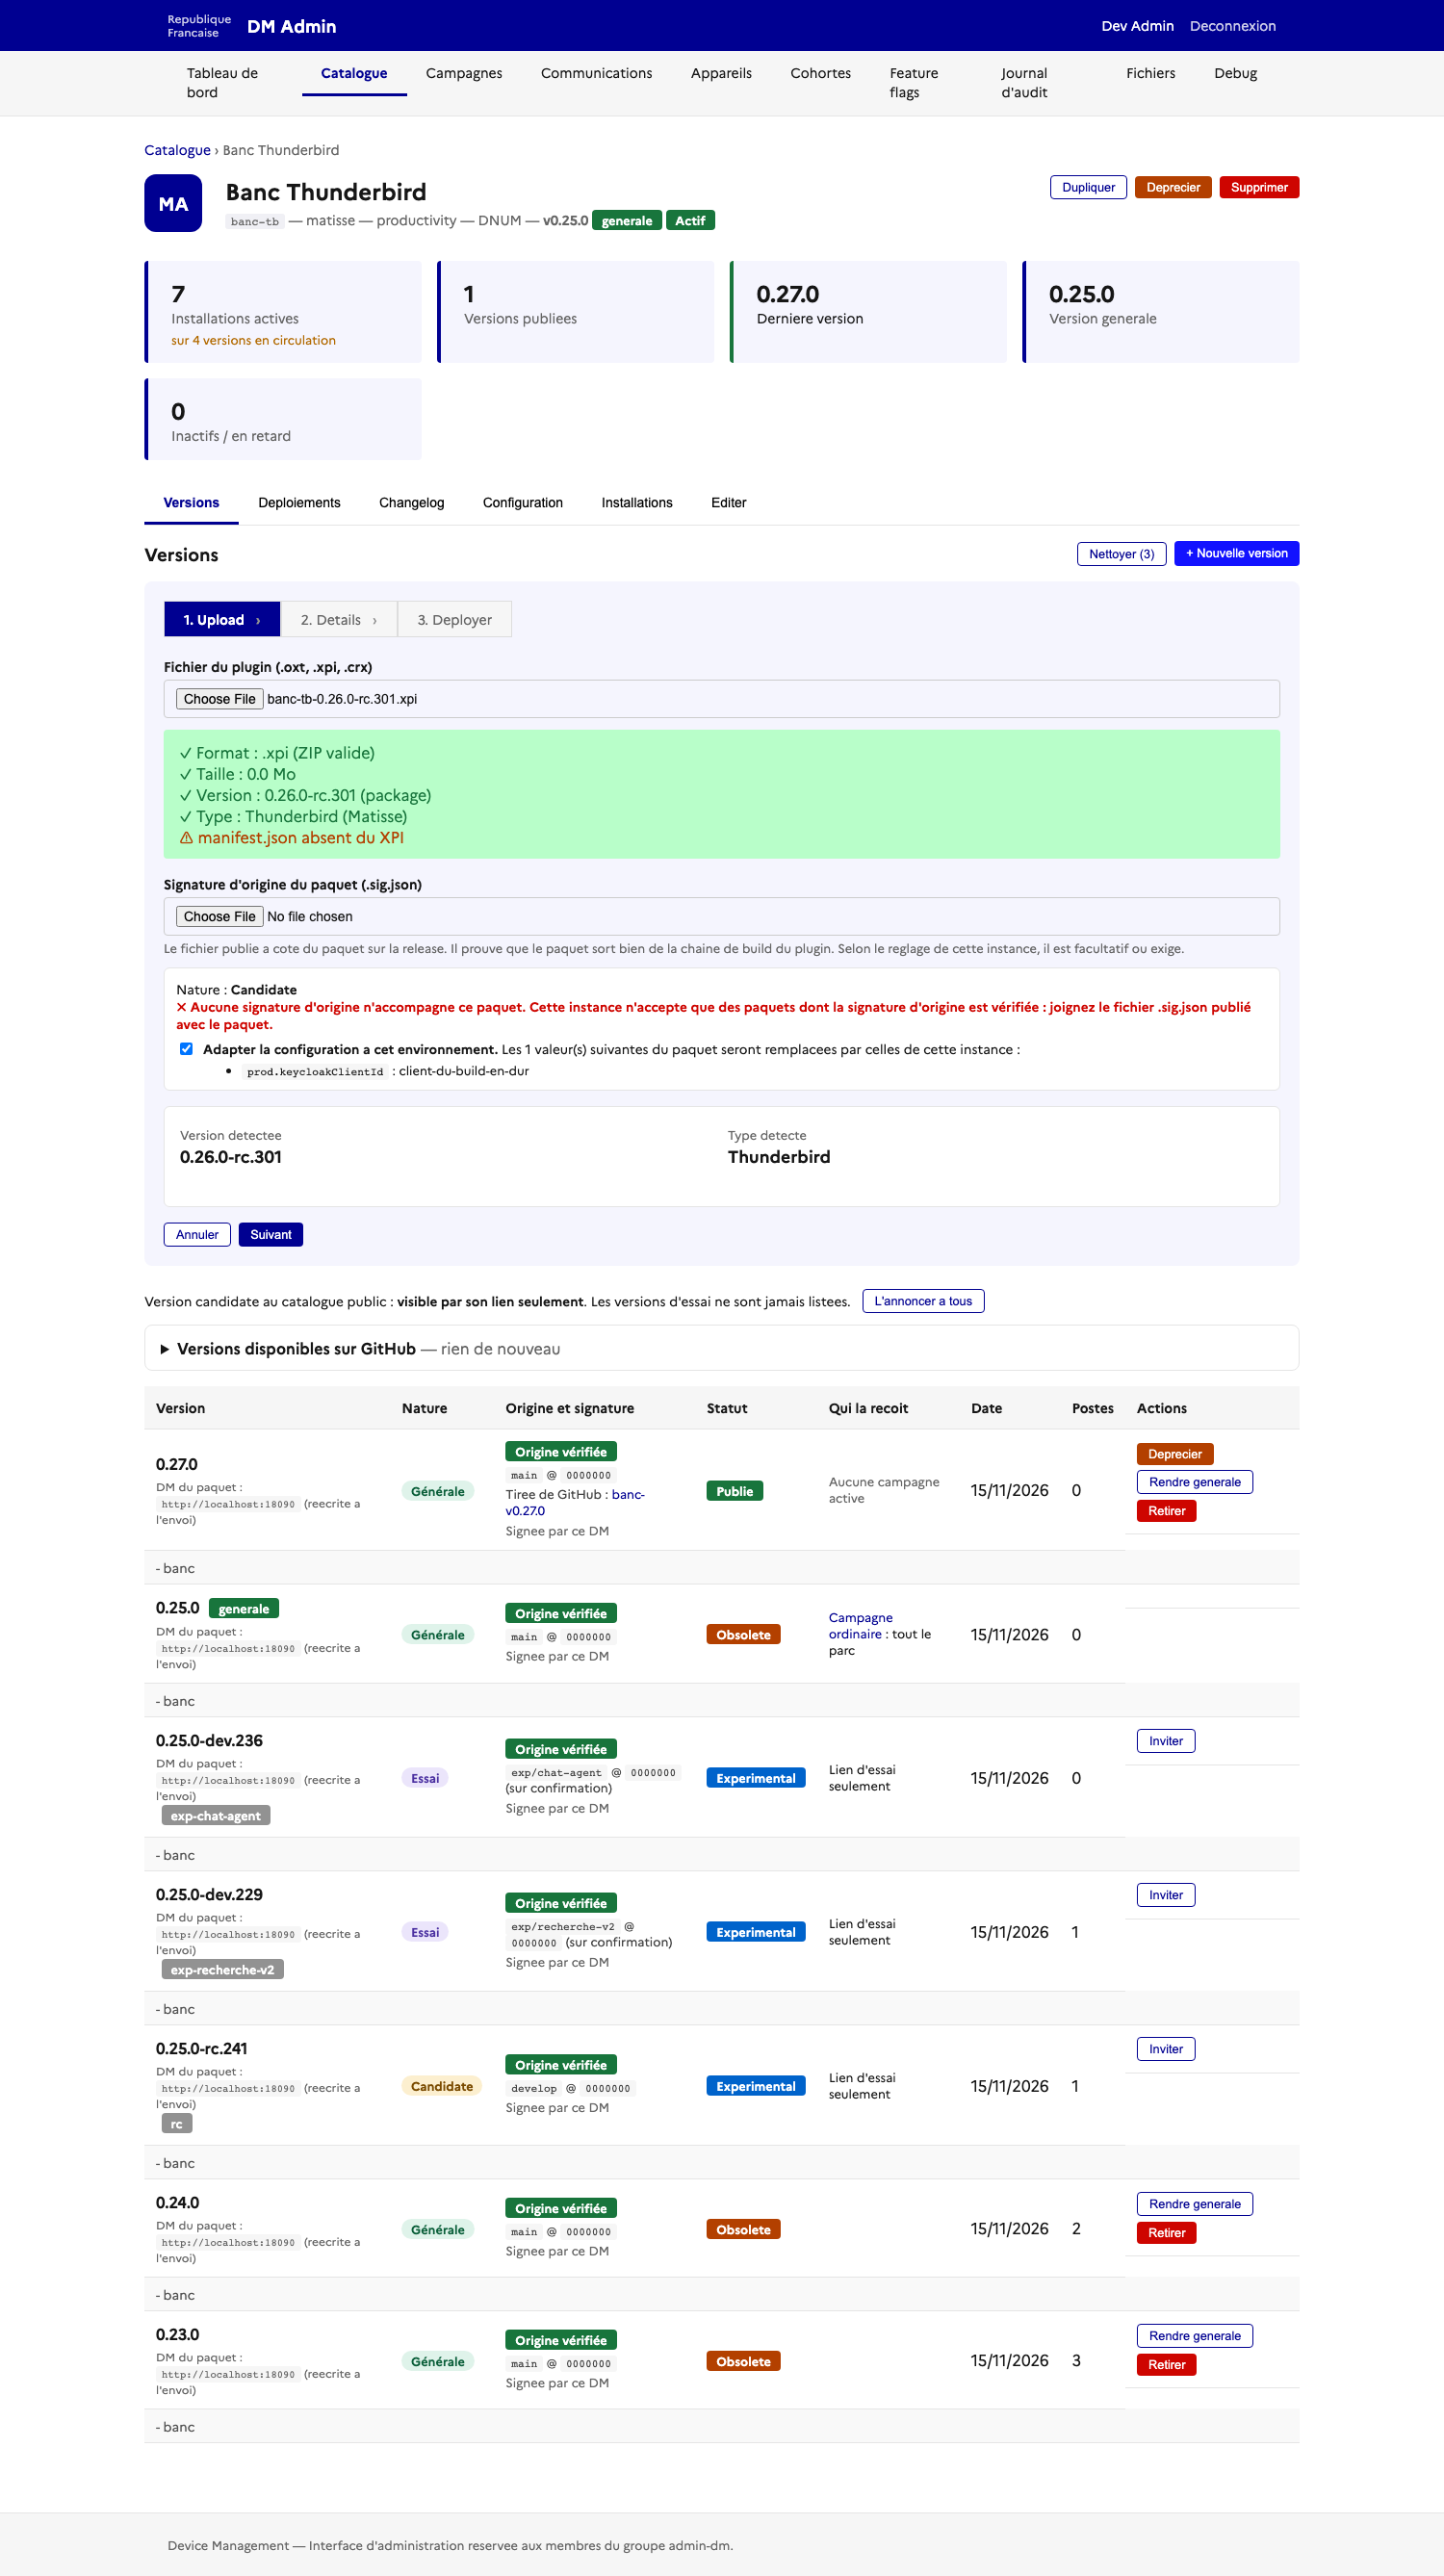 Republique
Francaise
DM Admin
Dev Admin
Deconnexion
Tableau de
bord
Catalogue
Campagnes
Communications
Appareils
Cohortes
Feature
flags
Journal
d'audit
Fichiers
Debug
Catalogue › Banc Thunderbird
MA
Banc Thunderbird
banc-tb — matisse — productivity — DNUM — v0.25.0 generale Actif
Dupliquer
Deprecier
Supprimer
7
Installations actives
sur 4 versions en circulation
1
Versions publiees
0.27.0
Derniere version
0.25.0
Version generale
0
Inactifs / en retard
Versions
Deploiements
Changelog
Configuration
Installations
Editer
Versions
Nettoyer (3)
+ Nouvelle version
1. Upload ›
2. Details ›
3. Deployer
Fichier du plugin (.oxt, .xpi, .crx)
Choose File banc-tb-0.26.0-rc.301.xpi
✓ Format : .xpi (ZIP valide)
✓ Taille : 0.0 Mo
✓ Version : 0.26.0-rc.301 (package)
✓ Type : Thunderbird (Matisse)
⚠ manifest.json absent du XPI
Signature d'origine du paquet (.sig.json)
Choose File No file chosen
Le fichier publie a cote du paquet sur la release. Il prouve que le paquet sort bien de la chaine de build du plugin. Selon le reglage de cette instance, il est facultatif ou exige.
Nature : Candidate
✕ Aucune signature d'origine n'accompagne ce paquet. Cette instance n'accepte que des paquets dont la signature d'origine est vérifiée : joignez le fichier .sig.json publié
avec le paquet.
Adapter la configuration a cet environnement. Les 1 valeur(s) suivantes du paquet seront remplacees par celles de cette instance :
• prod.keycloakClientId : client-du-build-en-dur
Version detectee
0.26.0-rc.301
Type detecte
Thunderbird
Annuler
Suivant
Version candidate au catalogue public : visible par son lien seulement. Les versions d'essai ne sont jamais listees.
L'annoncer a tous
▶ Versions disponibles sur GitHub — rien de nouveau
Version
Nature
Origine et signature
Statut
Qui la recoit
Date
Postes
Actions
0.27.0
DM du paquet :
http://localhost:18090 (reecrite a
l'envoi)
Générale
Origine vérifiée
main @ 0000000
Tiree de GitHub : banc-
v0.27.0
Signee par ce DM
Publie
Aucune campagne
active
15/11/2026
0
Deprecier
Rendre generale
Retirer
- banc
0.25.0 generale
DM du paquet :
http://localhost:18090 (reecrite a
l'envoi)
Générale
Origine vérifiée
main @ 0000000
Signee par ce DM
Obsolete
Campagne
ordinaire : tout le
parc
15/11/2026
0
- banc
0.25.0-dev.236
DM du paquet :
http://localhost:18090 (reecrite a
l'envoi)
exp-chat-agent
Essai
Origine vérifiée
exp/chat-agent @ 0000000
(sur confirmation)
Signee par ce DM
Experimental
Lien d'essai
seulement
15/11/2026
0
Inviter
- banc
0.25.0-dev.229
DM du paquet :
http://localhost:18090 (reecrite a
l'envoi)
exp-recherche-v2
Essai
Origine vérifiée
exp/recherche-v2 @
0000000 (sur confirmation)
Signee par ce DM
Experimental
Lien d'essai
seulement
15/11/2026
1
Inviter
- banc
0.25.0-rc.241
DM du paquet :
http://localhost:18090 (reecrite a
l'envoi)
rc
Candidate
Origine vérifiée
develop @ 0000000
Signee par ce DM
Experimental
Lien d'essai
seulement
15/11/2026
1
Inviter
- banc
0.24.0
DM du paquet :
http://localhost:18090 (reecrite a
l'envoi)
Générale
Origine vérifiée
main @ 0000000
Signee par ce DM
Obsolete
15/11/2026
2
Rendre generale
Retirer
- banc
0.23.0
DM du paquet :
http://localhost:18090 (reecrite a
l'envoi)
Générale
Origine vérifiée
main @ 0000000
Signee par ce DM
Obsolete
15/11/2026
3
Rendre generale
Retirer
- banc
Device Management — Interface d'administration reservee aux membres du groupe admin-dm.